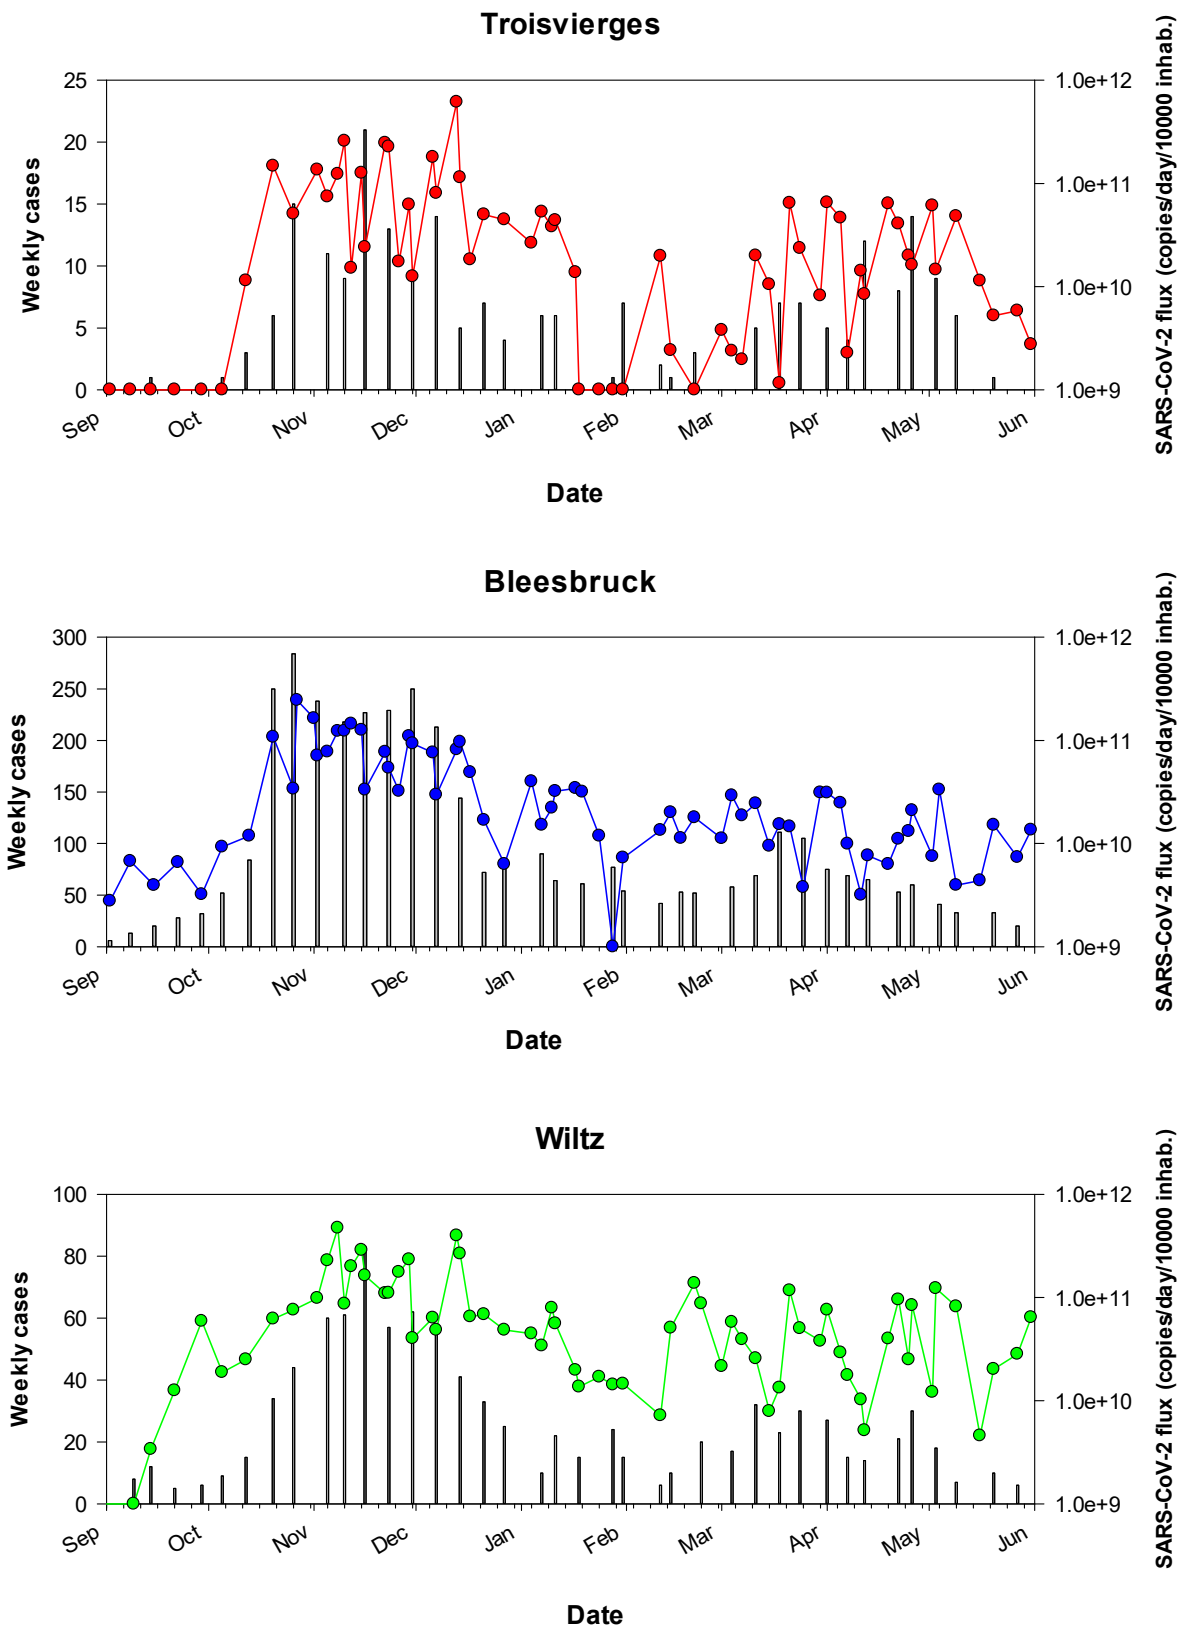 Troisvierges
25 1.0e+12
20
1.0e+11
15
10
1.0e+10
5
0 1.0e+9
Weekly cases
SARS-CoV-2 flux (copies/day/10000 inhab.)
Sep Oct Nov Dec Jan Feb Mar Apr May Jun
Date
Bleesbruck
300 1.0e+12
250
200 1.0e+11
150
100 1.0e+10
50
0 1.0e+9
Weekly cases
SARS-CoV-2 flux (copies/day/10000 inhab.)
Sep Oct Nov Dec Jan Feb Mar Apr May Jun
Date
Wiltz
100 1.0e+12
80
1.0e+11
60
40
1.0e+10
20
0 1.0e+9
Weekly cases
SARS-CoV-2 flux (copies/day/10000 inhab.)
Sep Oct Nov Dec Jan Feb Mar Apr May Jun
Date